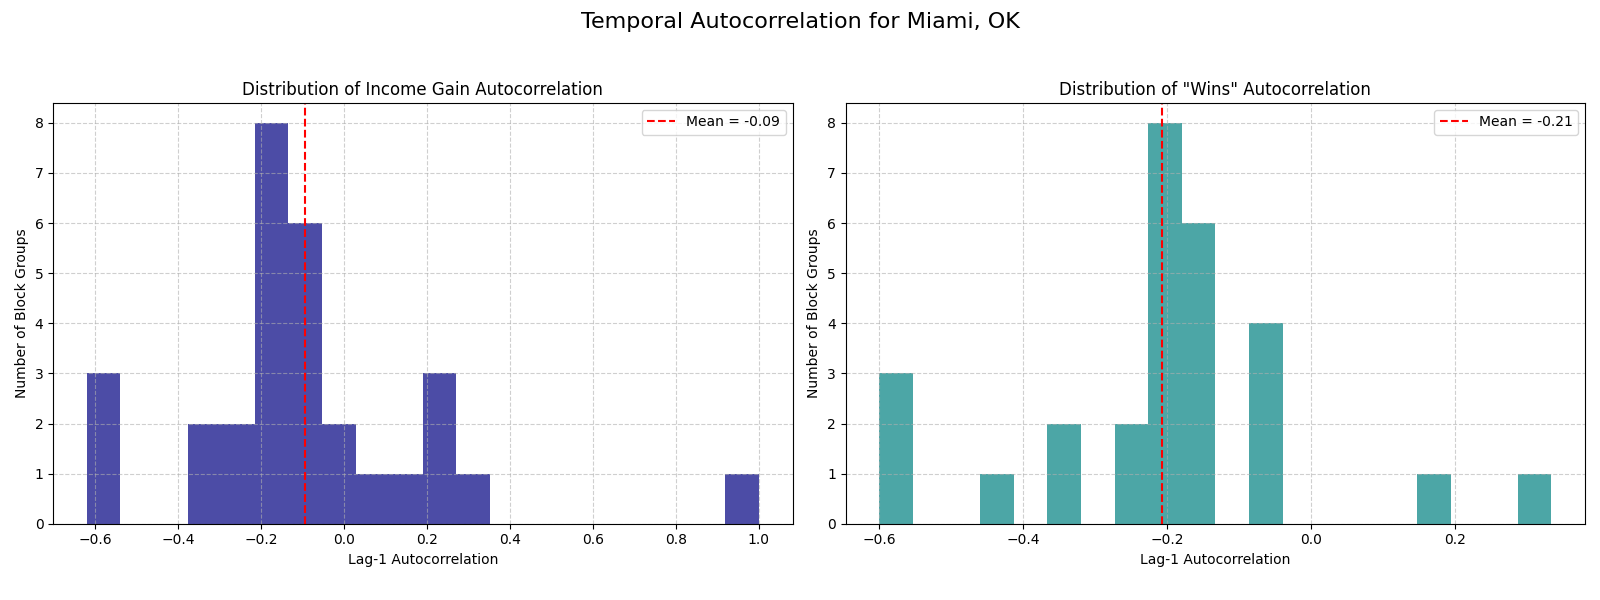 Temporal Autocorrelation for Miami, OK
Distribution of Income Gain Autocorrelation
Mean = -0.09
Number of Block Groups
8
7
6
5
4
3
2
1
0
−0.6 −0.4 −0.2 0.0 0.2 0.4 0.6 0.8 1.0
Lag-1 Autocorrelation
Distribution of "Wins" Autocorrelation
Mean = -0.21
Number of Block Groups
8
7
6
5
4
3
2
1
0
−0.6 −0.4 −0.2 0.0 0.2
Lag-1 Autocorrelation